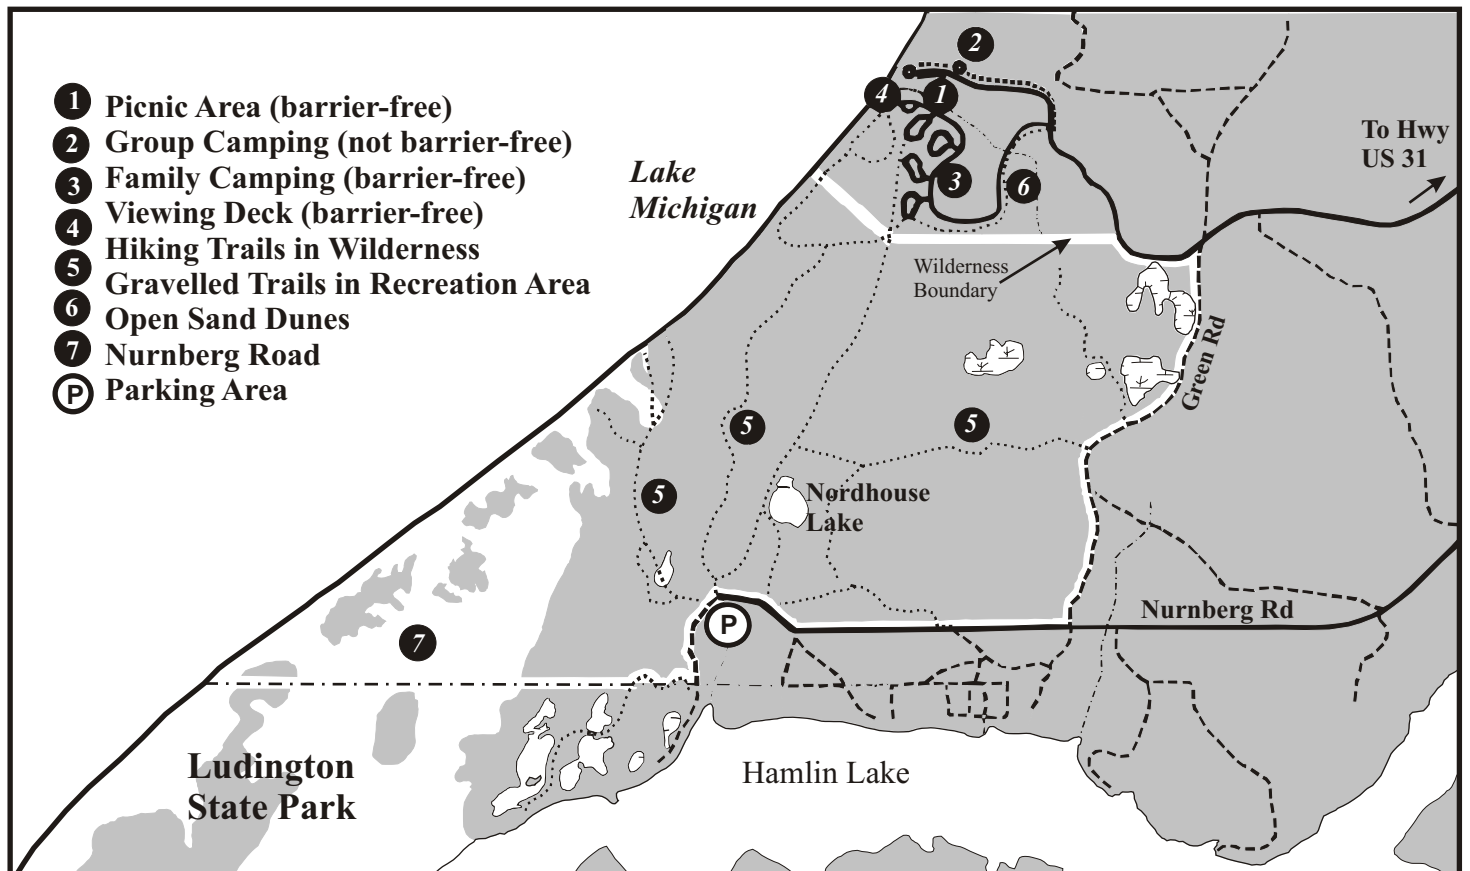 1 Picnic Area (barrier-free)
2 Group Camping (not barrier-free)
3 Family Camping (barrier-free)
4 Viewing Deck (barrier-free)
5 Hiking Trails in Wilderness
6 Gravelled Trails in Recreation Area
7 Open Sand Dunes
Nurnberg Road
P Parking Area
2
4
1
3
6
To Hwy
US 31
Lake
Michigan
Wilderness
Boundary
Green Rd
5
5
5
Nordhouse
Lake
Nurnberg Rd
P
7
Ludington
State Park
Hamlin Lake